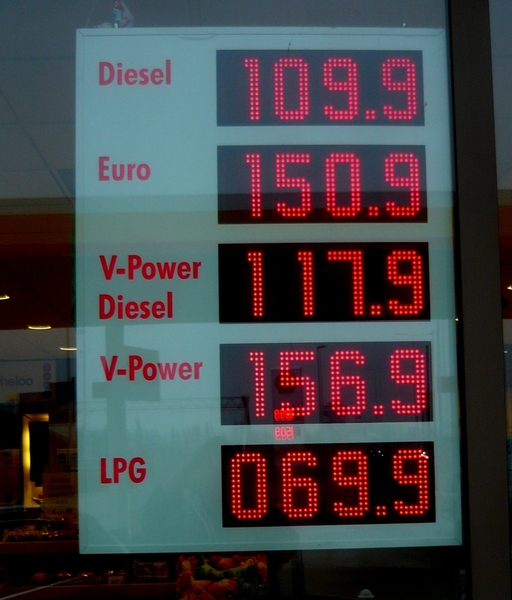 Diesel 109.9
Euro 150.9
V-Power
Diesel 117.9
V-Power 156.9
LPG 069.9